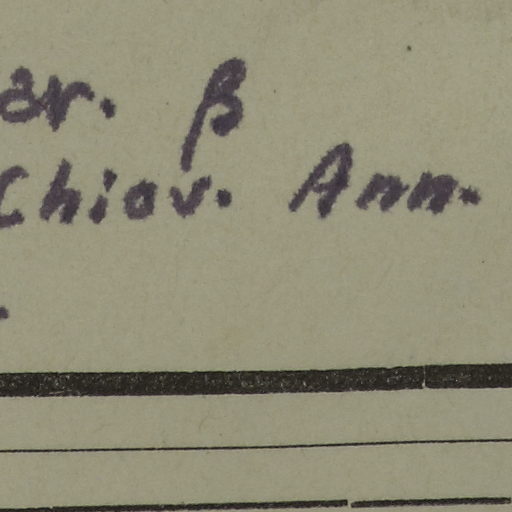 ar. β
Chiov. Ann.